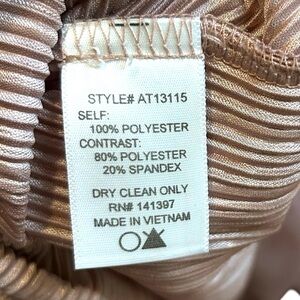 STYLE# AT13115
SELF:
100% POLYESTER
CONTRAST:
80% POLYESTER
20% SPANDEX
DRY CLEAN ONLY
RN# 141397
MADE IN VIETNAM